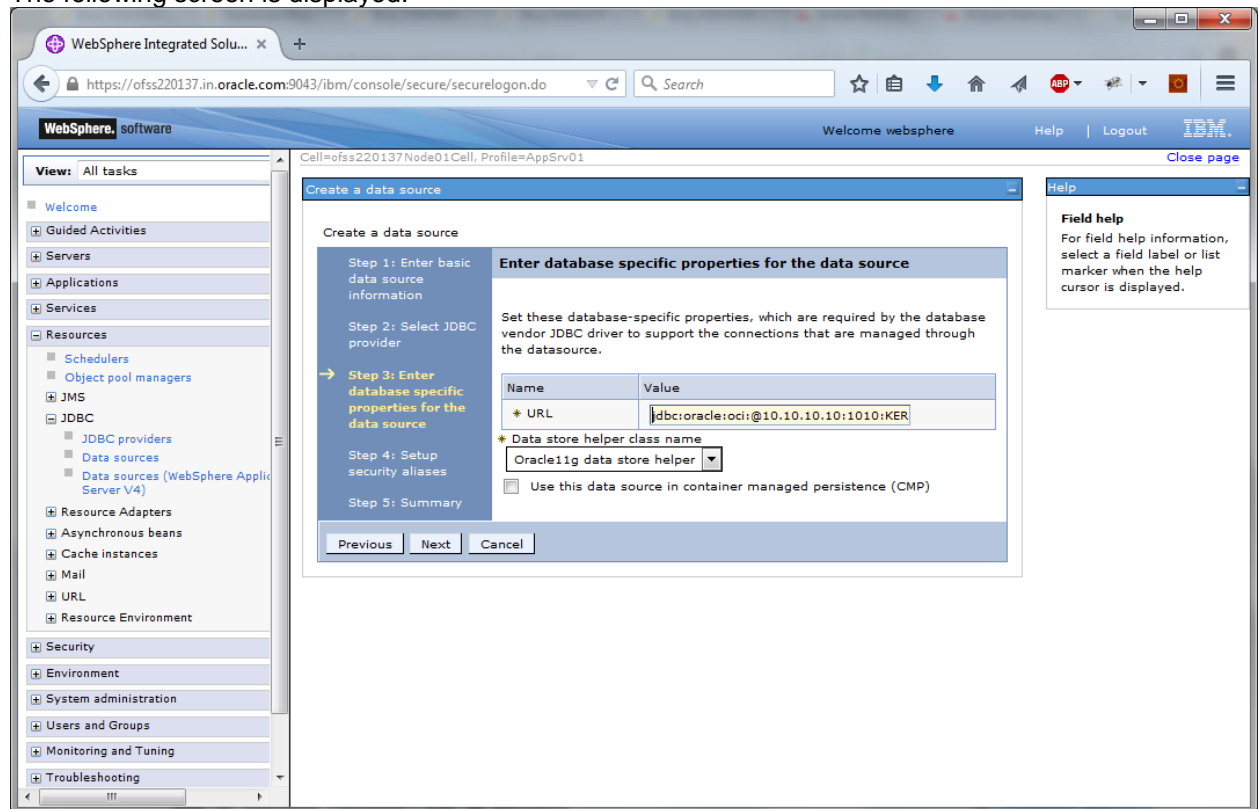 The following screen is displayed:
WebSphere Integrated Solu... × +
https://ofss220137.in.oracle.com:9043/ibm/console/secure/securelogon.do
Search
ABP
WebSphere. software
Welcome websphere
Help | Logout
IBM.
View: All tasks
Welcome
Guided Activities
Servers
Applications
Services
Resources
Schedulers
Object pool managers
JMS
JDBC
JDBC providers
Data sources
Data sources (WebSphere Applic
Server V4)
Resource Adapters
Asynchronous beans
Cache instances
Mail
URL
Resource Environment
Security
Environment
System administration
Users and Groups
Monitoring and Tuning
Troubleshooting
Cell=ofss220137Node01Cell, Profile=AppSrv01
Close page
Create a data source
Create a data source
Step 1: Enter basic
data source
information
Step 2: Select JDBC
provider
Step 3: Enter
database specific
properties for the
data source
Step 4: Setup
security aliases
Step 5: Summary
Enter database specific properties for the data source
Set these database-specific properties, which are required by the database
vendor JDBC driver to support the connections that are managed through
the datasource.
Name Value
* URL jdbc:oracle:oci:@10.10.10.10:1010:KER
* Data store helper class name
Oracle11g data store helper
Use this data source in container managed persistence (CMP)
Previous Next Cancel
Help
Field help
For field help information,
select a field label or list
marker when the help
cursor is displayed.